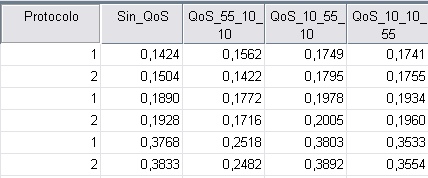 Protocolo Sin_QoS QoS_55_10_10 QoS_10_55_10 QoS_10_10_55
1 0,1424 0,1562 0,1749 0,1741
2 0,1504 0,1422 0,1795 0,1755
1 0,1890 0,1772 0,1978 0,1934
2 0,1928 0,1716 0,2005 0,1960
1 0,3768 0,2518 0,3803 0,3533
2 0,3833 0,2482 0,3892 0,3554